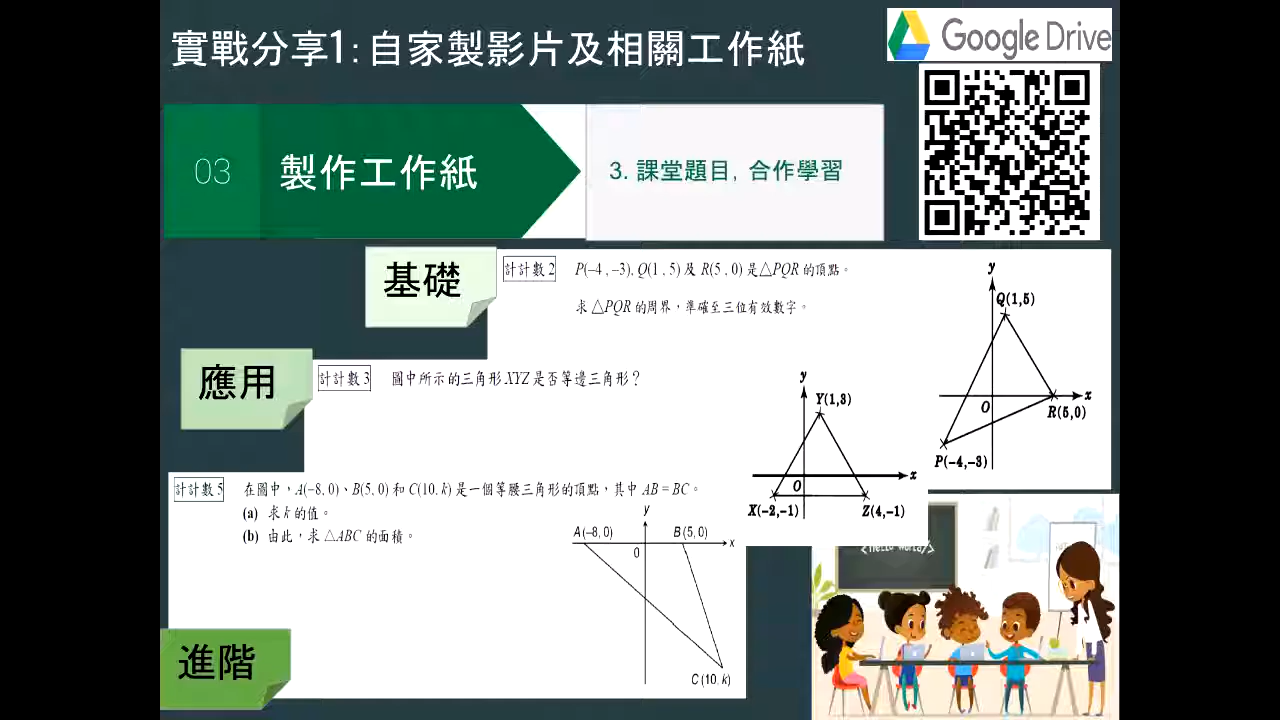 實戰分享1:自家製影片及相關工作紙
Google Drive
03
製作工作紙
3. 課堂題目, 合作學習
基礎
計計數 2 P(−4 , −3), Q(1 , 5) 及 R(5 , 0) 是△PQR 的頂點。
求 △PQR 的周界,準確至三位有效數字。
y
Q(1,5)
O
x
R(5,0)
P(−4,−3)
應用
計計數 3 圖中所示的三角形 XYZ 是否等邊三角形?
y
Y(1,3)
x
O
X(−2,−1)
Z(4,−1)
計計數 5 在圖中,A(−8, 0)、B(5, 0) 和 C(10, k) 是一個等腰三角形的頂點,其中 AB = BC。
(a) 求 k 的值。
(b) 由此,求 △ABC 的面積。
y
A(−8, 0)
B(5, 0)
x
0
C(10, k)
進階
<Hello World/>